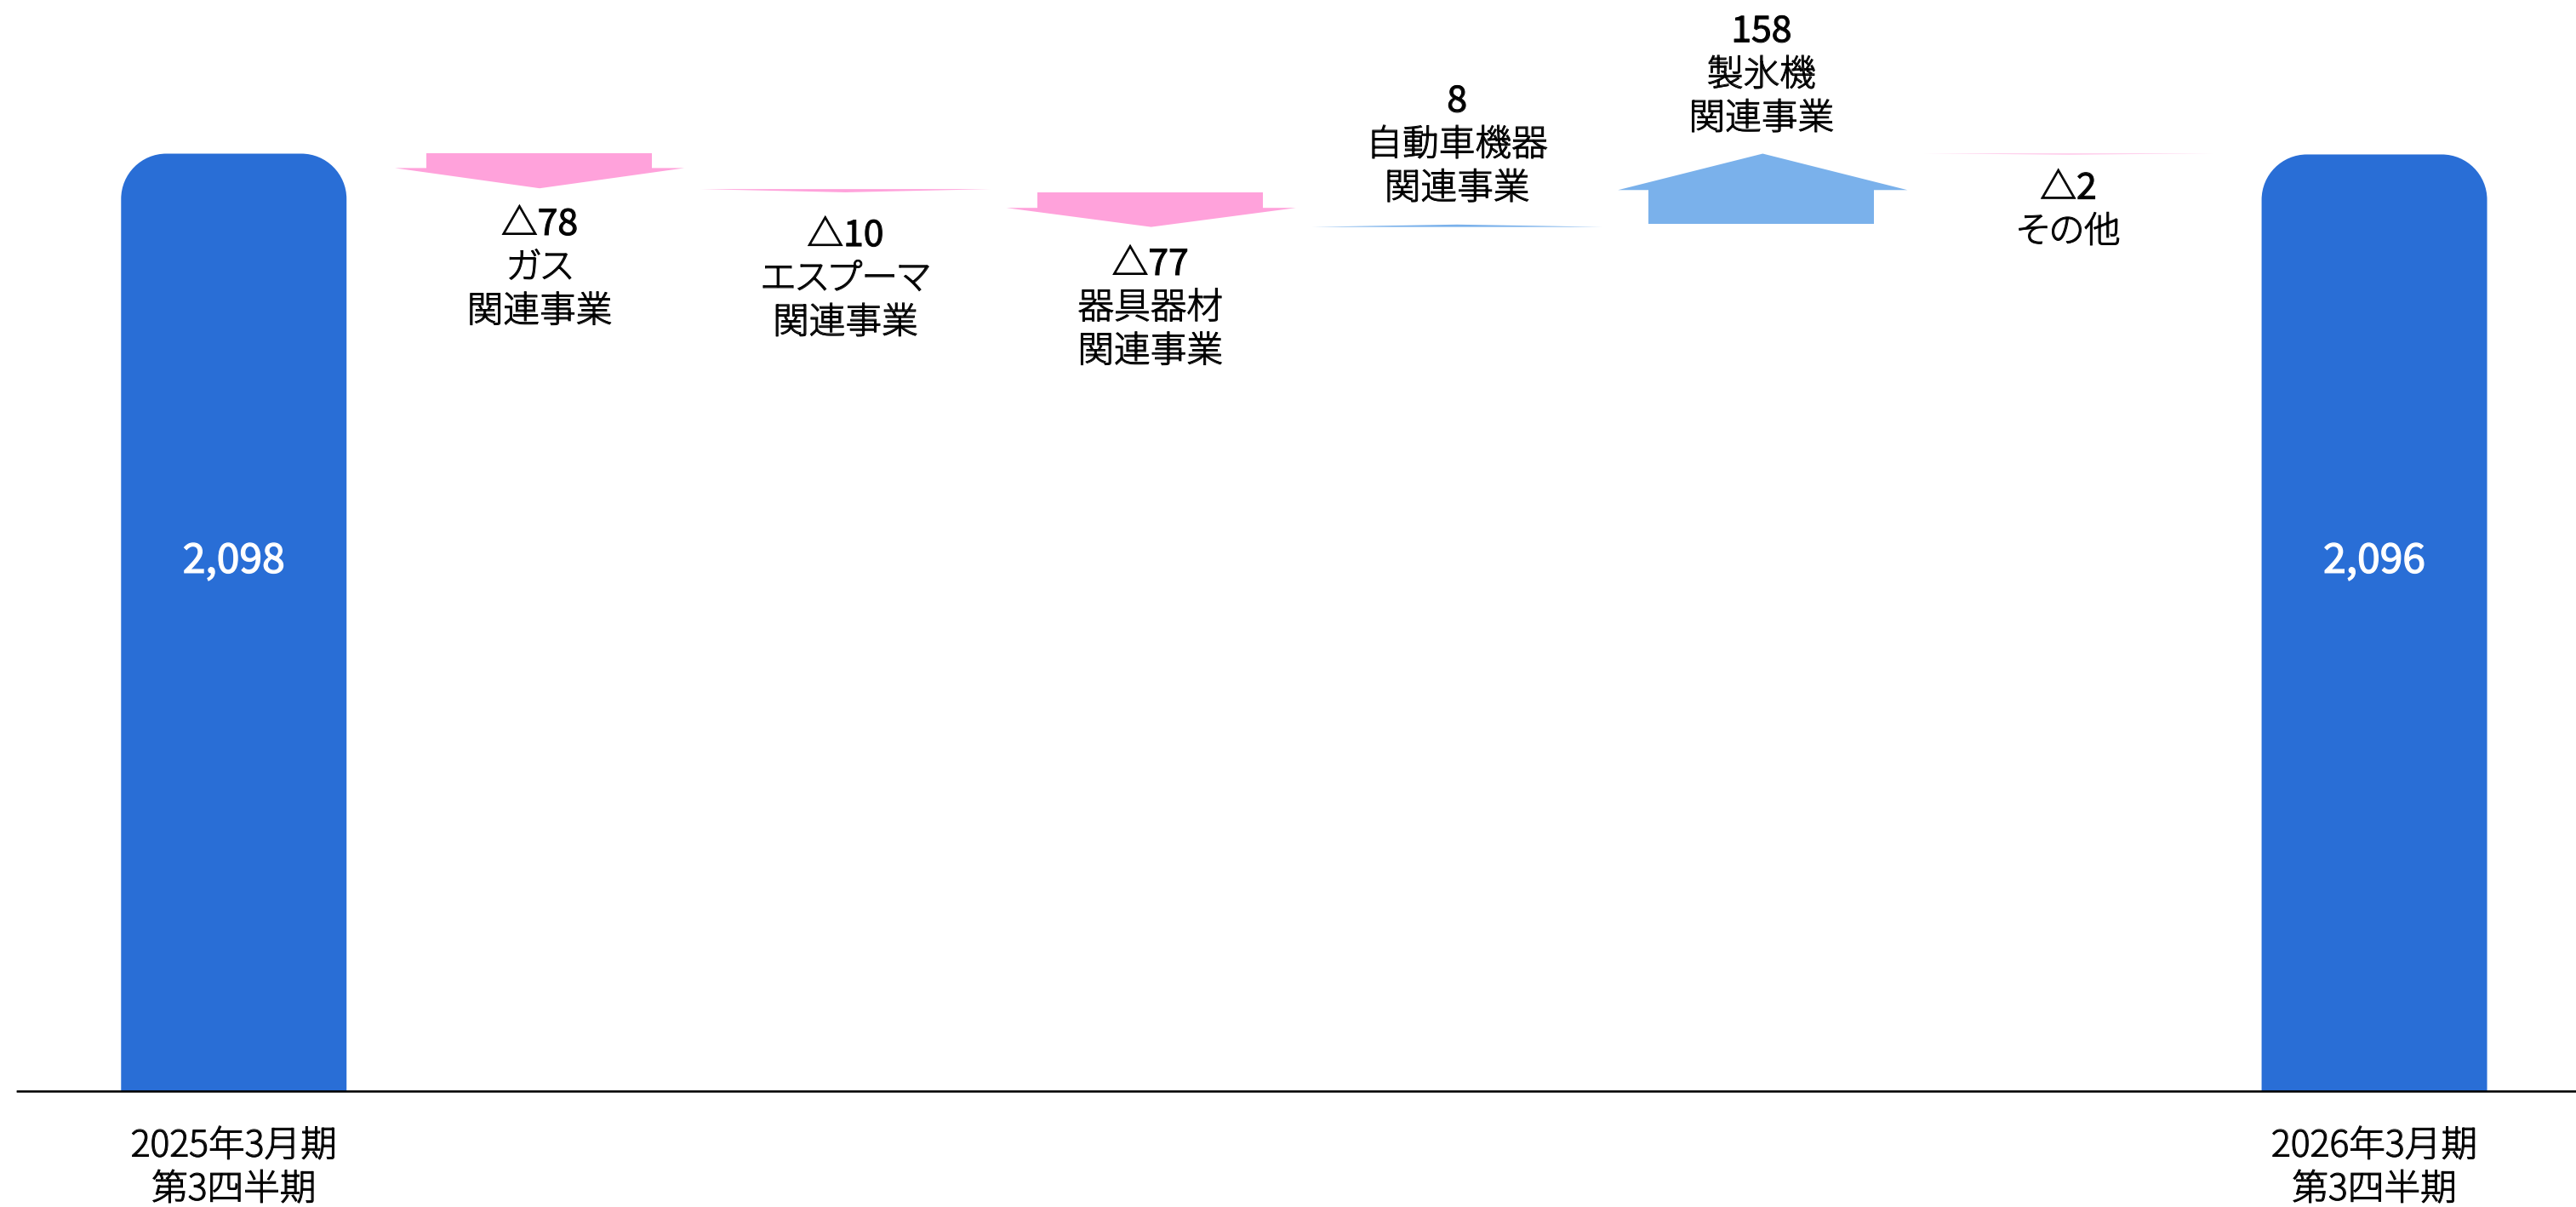 2,098
2025年3月期
第3四半期
△78
ガス
関連事業
△10
エスプーマ
関連事業
△77
器具器材
関連事業
8
自動車機器
関連事業
158
製氷機
関連事業
△2
その他
2,096
2026年3月期
第3四半期